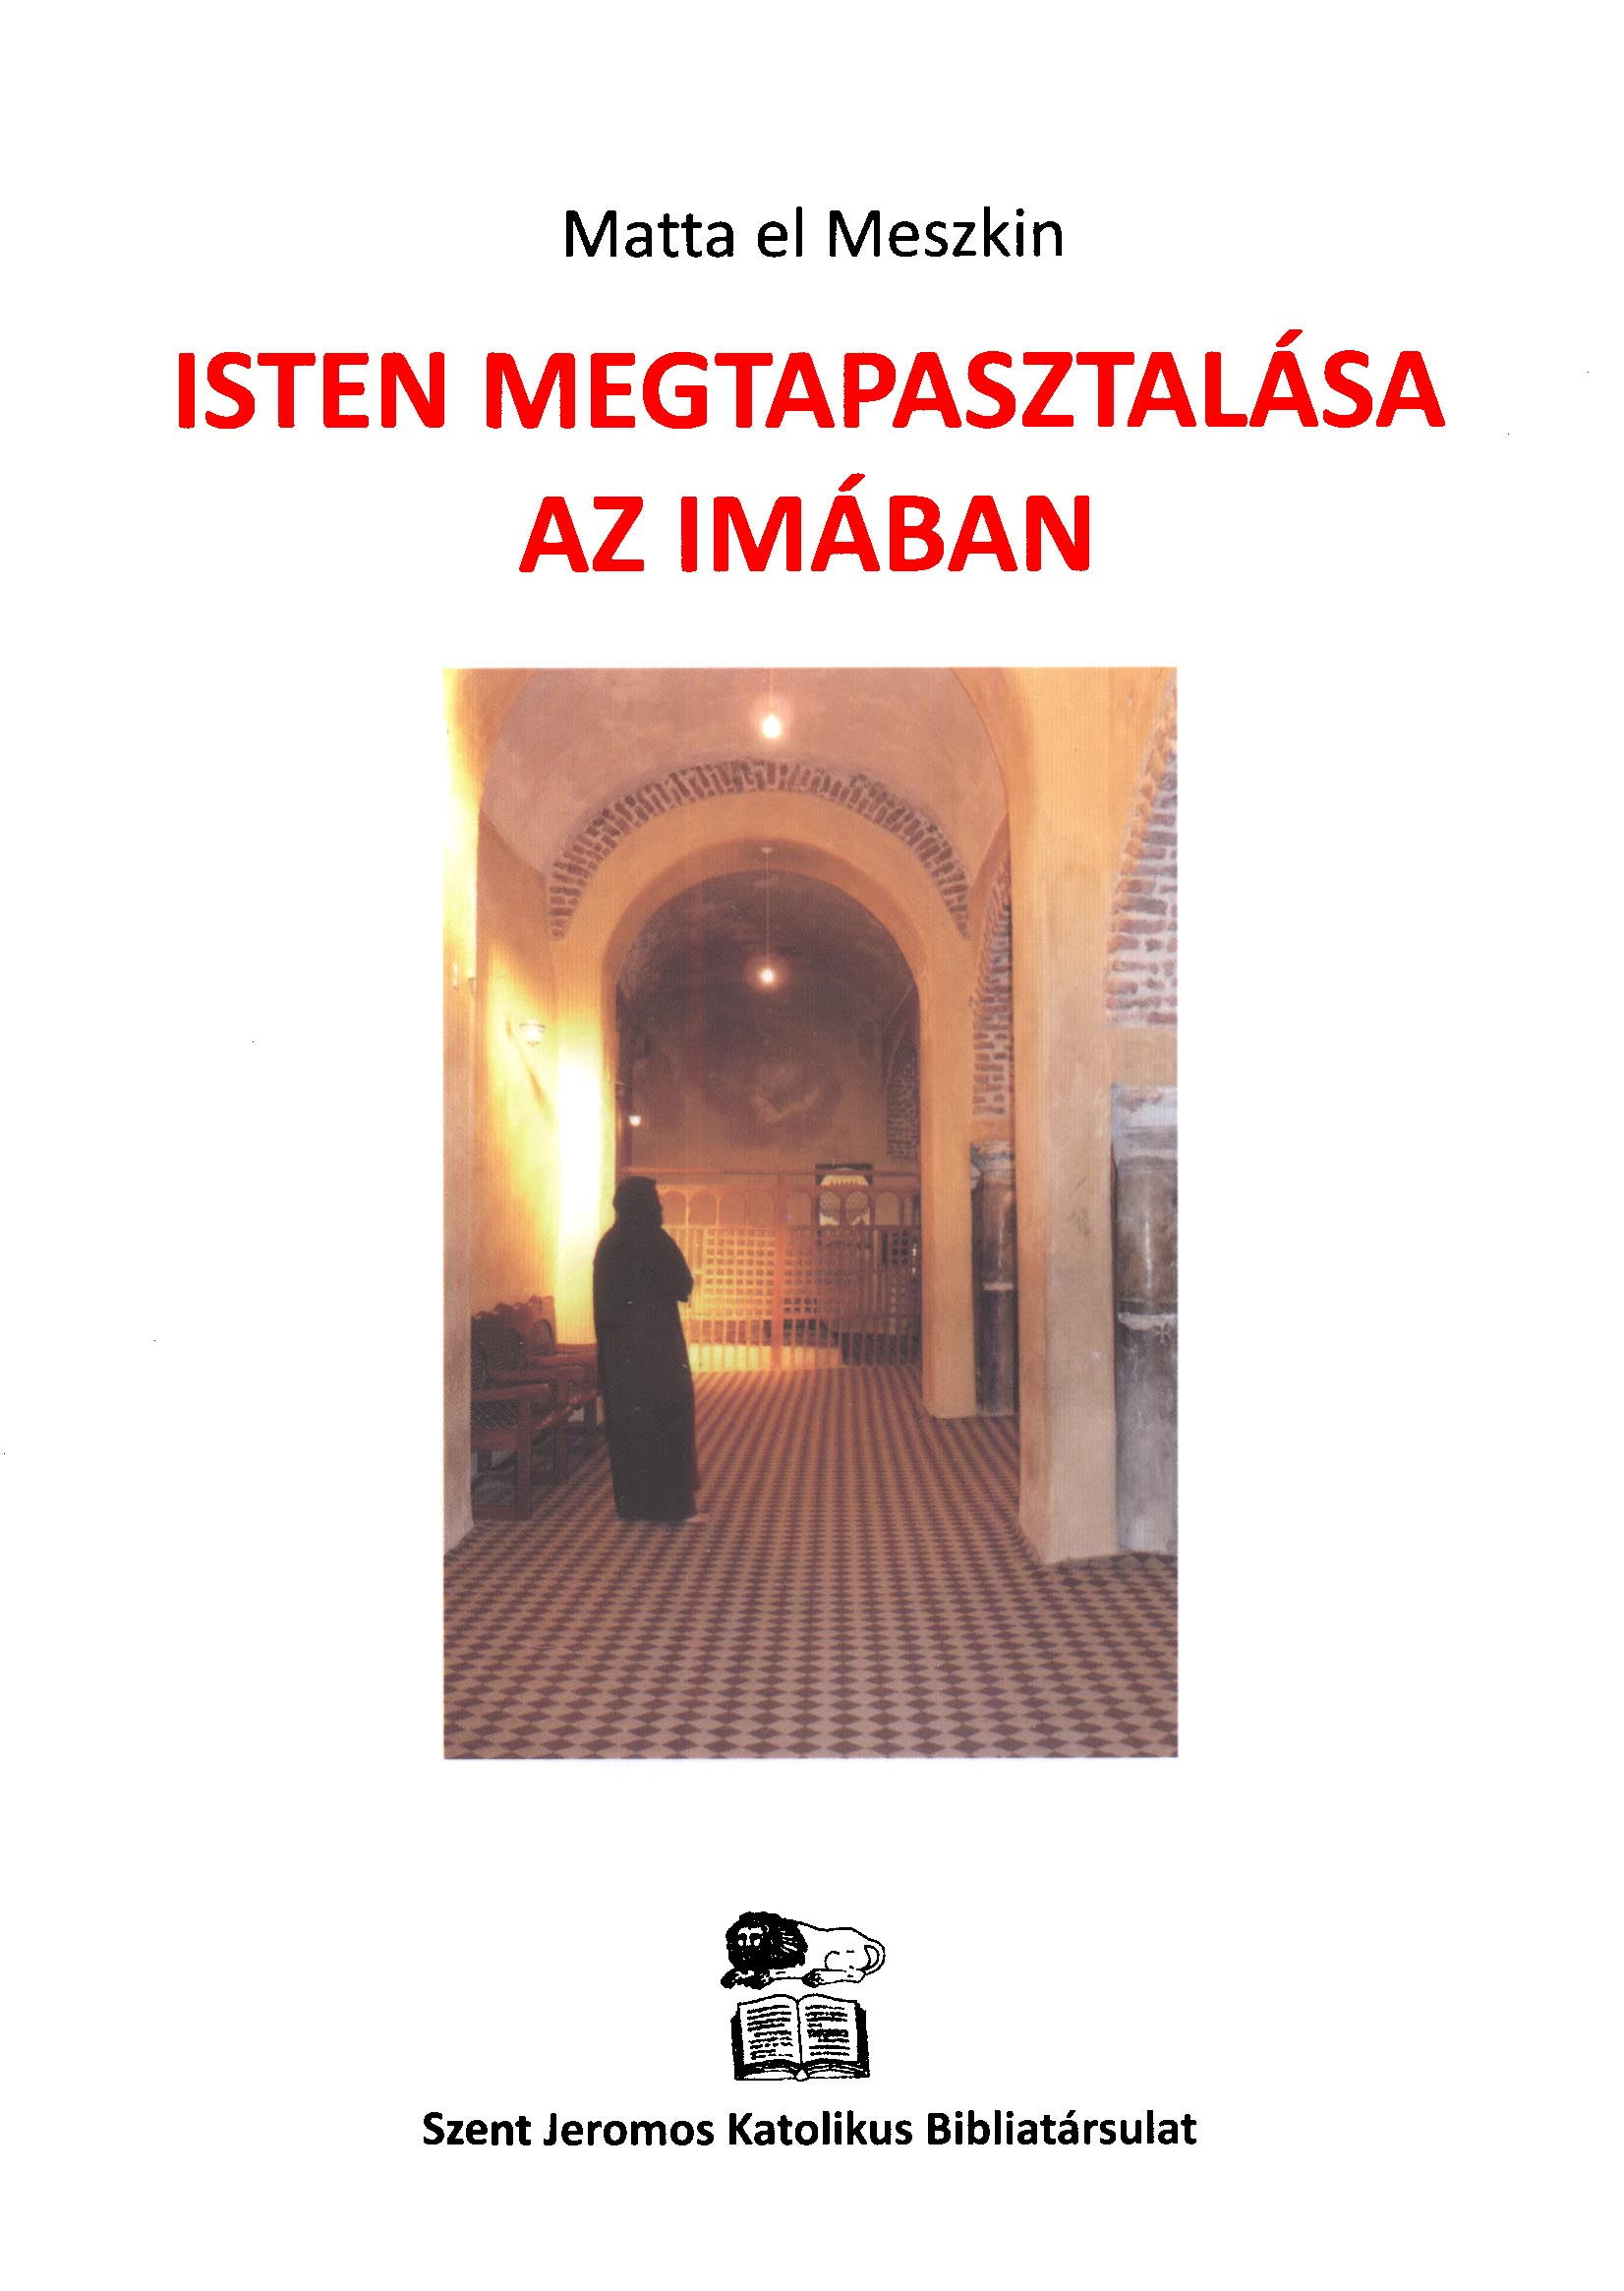 Matta el Meszkin
ISTEN MEGTAPASZTALÁSA
AZ IMÁBAN
Szent Jeromos Katolikus Bibliatársulat